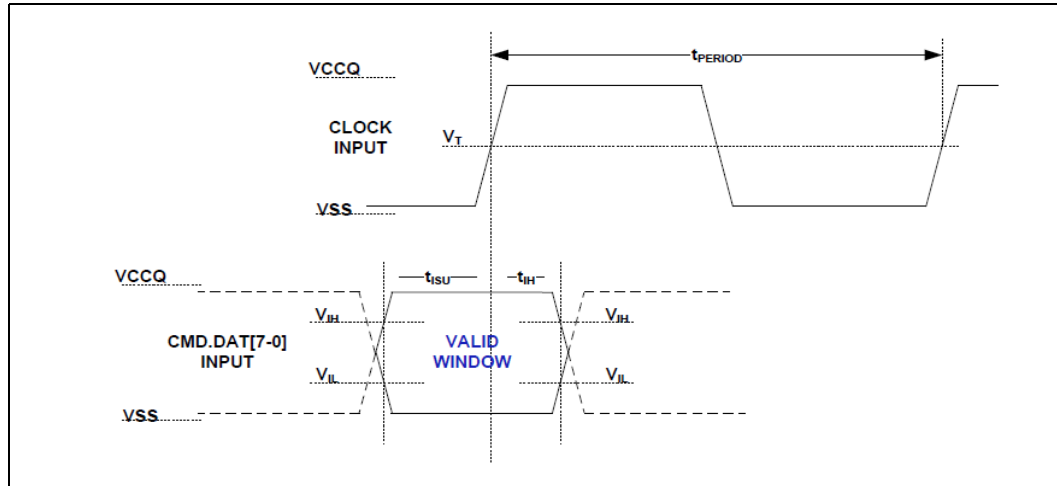 tPERIOD
VCCQ
CLOCK
INPUT
VT
VSS
VCCQ
tISU
tIH
VIH
VIH
CMD.DAT[7-0]
INPUT
VALID
WINDOW
VIL
VIL
VSS